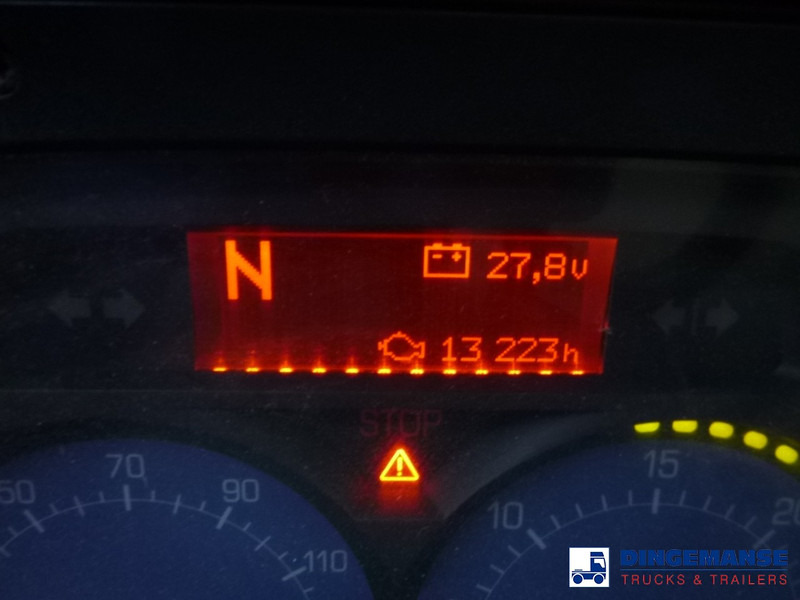 N
27,8v
13 223h
STOP
50 70 90 110
10 15 20
DINGEMANSE
TRUCKS & TRAILERS